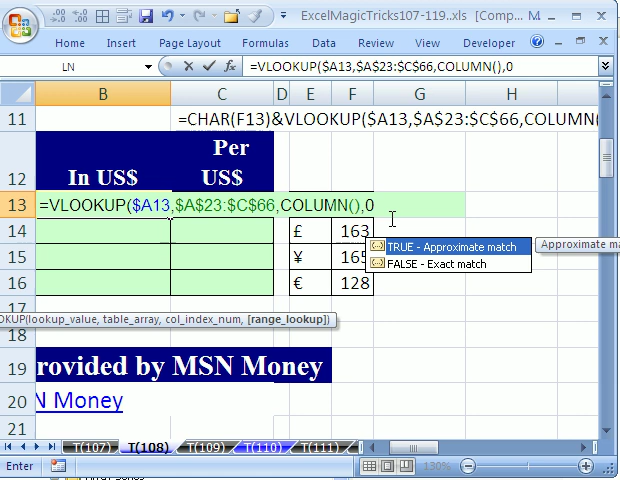 ExcelMagicTricks107-119..xls [Comp...
Home Insert Page Layout Formulas Data Review View Developer
LN =VLOOKUP($A13,$A$23:$C$66,COLUMN(),0
B C D E F G H
11 =CHAR(F13)&VLOOKUP($A13,$A$23:$C$66,COLUMN(
12 In US$ Per US$
13 =VLOOKUP($A13,$A$23:$C$66,COLUMN(),0
14 £ 163
TRUE - Approximate match Approximate
15 ¥ 165
FALSE - Exact match
16 € 128
17
OKUP(lookup_value, table_array, col_index_num, [range_lookup])
18
19 rovided by MSN Money
20 N Money
21
T(107) T(108) T(109) T(110) T(111)
Enter 130%